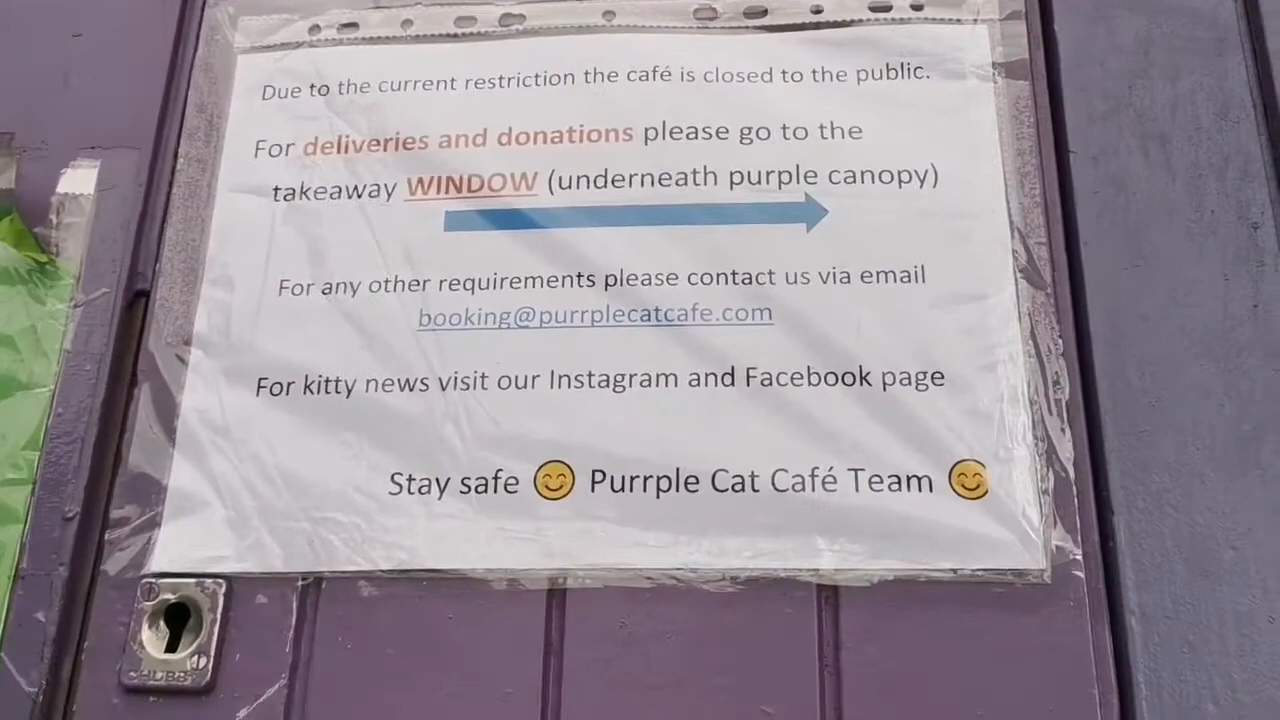 Due to the current restriction the café is closed to the public.
For deliveries and donations please go to the
takeaway WINDOW (underneath purple canopy)
For any other requirements please contact us via email
booking@purrplecatcafe.com
For kitty news visit our Instagram and Facebook page
Stay safe 😊 Purrple Cat Café Team 😊
CHUBB